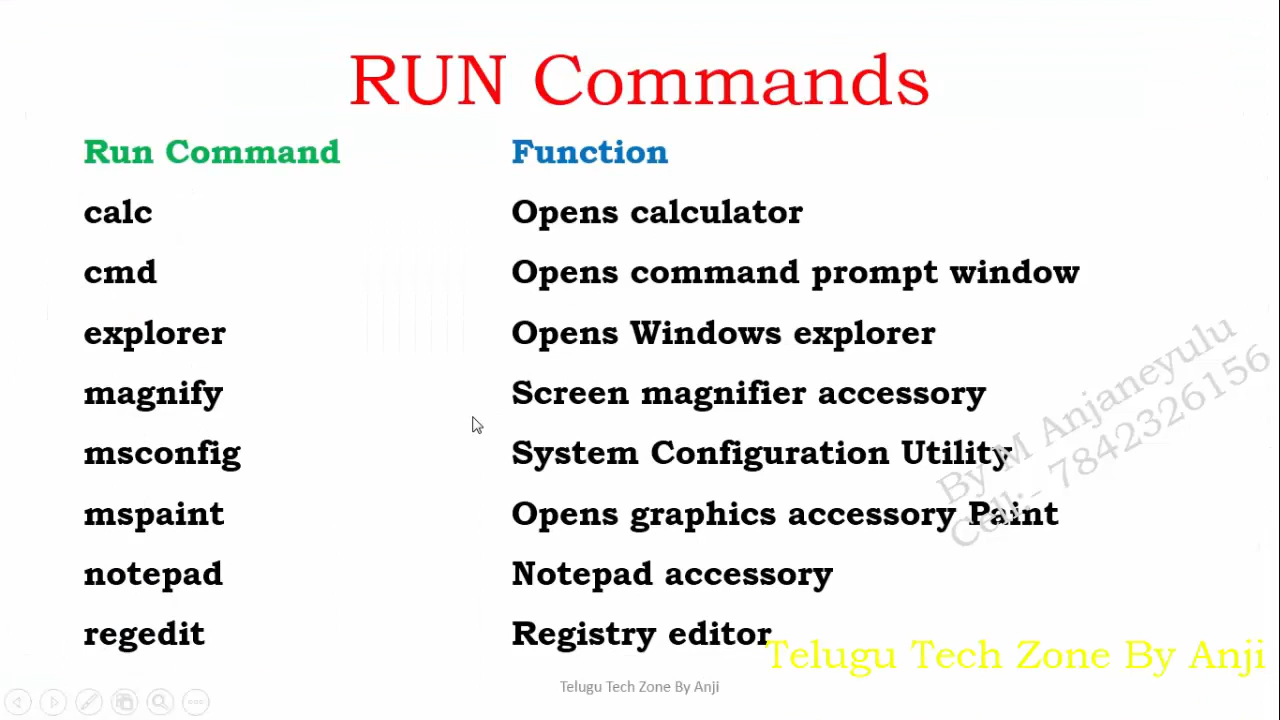 RUN Commands
Run Command Function
calc Opens calculator
cmd Opens command prompt window
explorer Opens Windows explorer
magnify Screen magnifier accessory
msconfig System Configuration Utility
mspaint Opens graphics accessory Paint
notepad Notepad accessory
regedit Registry editor
By M Anjaneyulu
Cell:- 7842326156
Telugu Tech Zone By Anji
Telugu Tech Zone By Anji